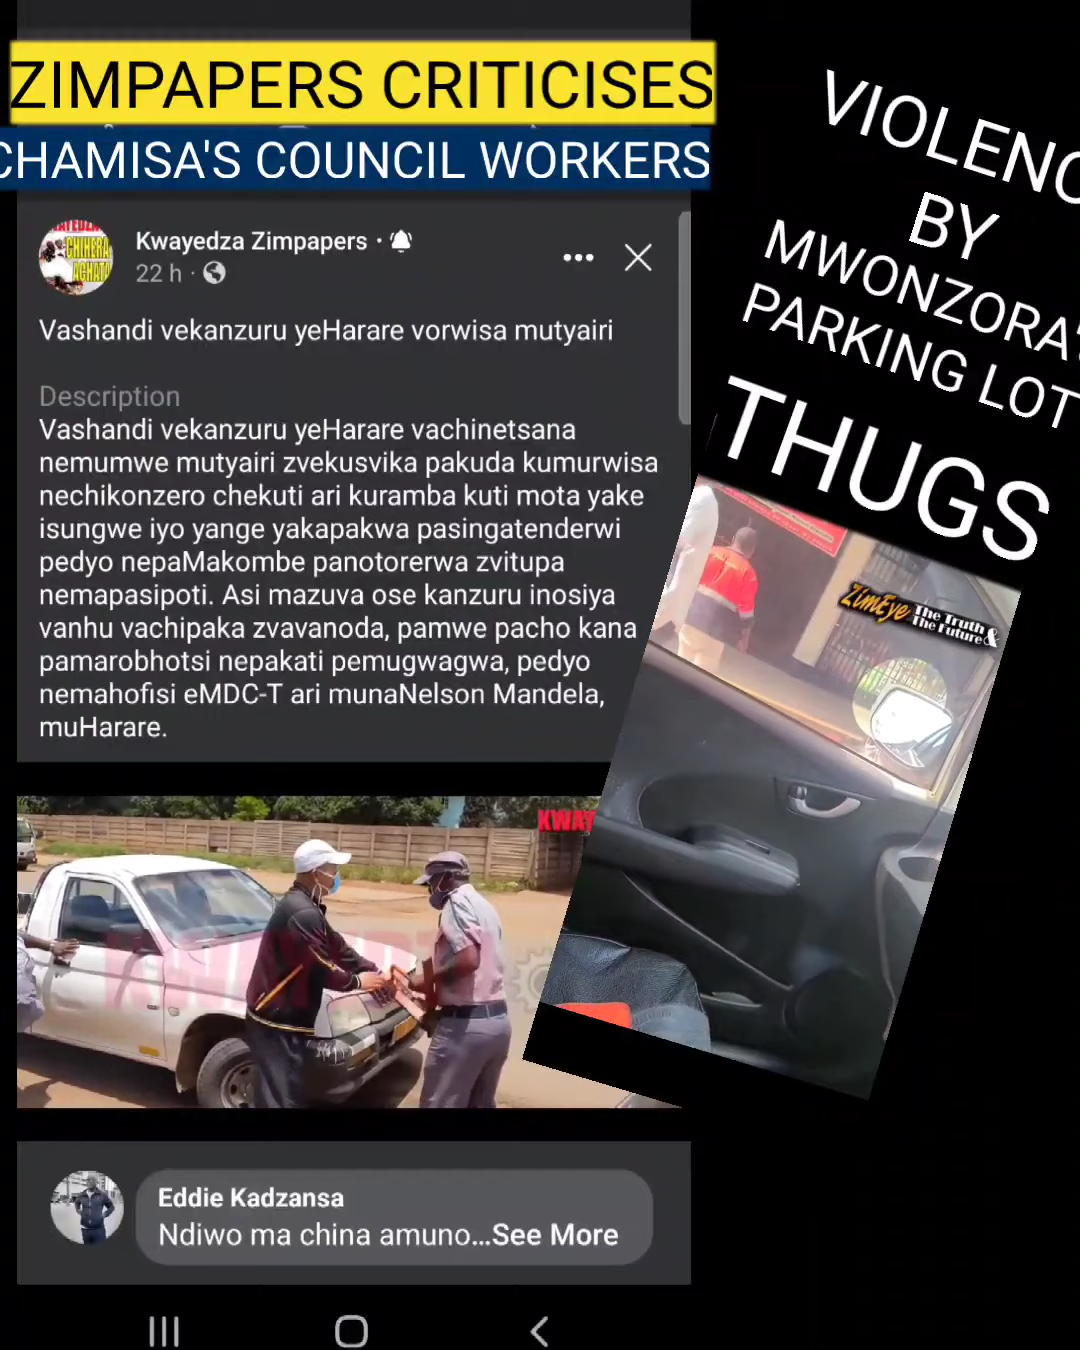 ZIMPAPERS CRITICISES
CHAMISA'S COUNCIL WORKERS
Kwayedza Zimpapers
22 h
Vashandi vekanzuru yeHarare vorwisa mutyairi
Description
Vashandi vekanzuru yeHarare vachinetsana
nemumwe mutyairi zvekusvika pakuda kumurwisa
nechikonzero chekuti ari kuramba kuti mota yake
isungwe iyo yange yakapakwa pasingatenderwi
pedyo nepaMakombe panotorerwa zvitupa
nemapasipoti. Asi mazuva ose kanzuru inosiya
vanhu vachipaka zvavanoda, pamwe pacho kana
pamarobhotsi nepakati pemugwagwa, pedyo
nemahofisi eMDC-T ari munaNelson Mandela,
muHarare.
KWAY
Eddie Kadzansa
Ndiwo ma china amuno...See More
VIOLENC
BY
MWONZORA'S
PARKING LOT
THUGS
ZimEye The Truth &
The Future
CHIHERA
ACHATA